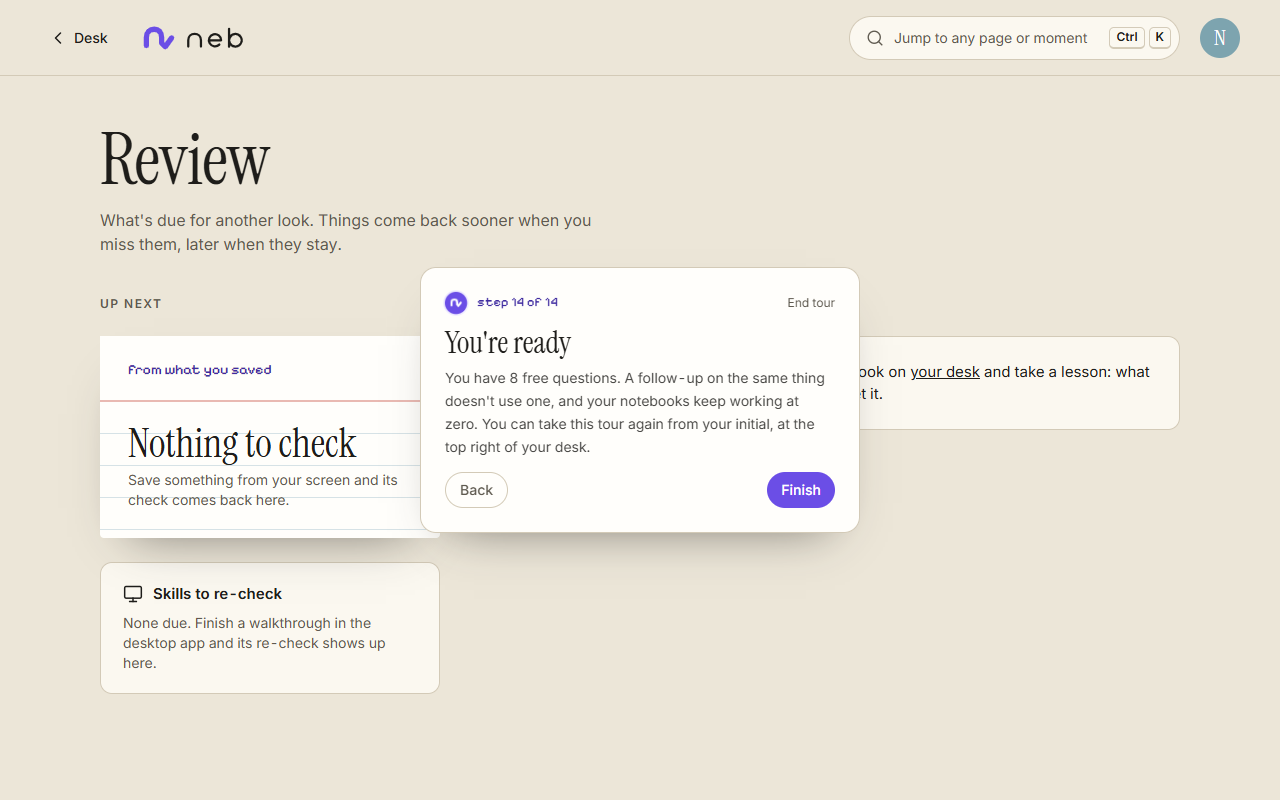 Desk
neb
Jump to any page or moment
Ctrl
K
N
Review
What's due for another look. Things come back sooner when you
miss them, later when they stay.
UP NEXT
From what you saved
Nothing to check
Save something from your screen and its
check comes back here.
step 14 of 14
End tour
You're ready
You have 8 free questions. A follow-up on the same thing
doesn't use one, and your notebooks keep working at
zero. You can take this tour again from your initial, at the
top right of your desk.
Back
Finish
on your desk and take a lesson: what
it.
Skills to re-check
None due. Finish a walkthrough in the
desktop app and its re-check shows up
here.